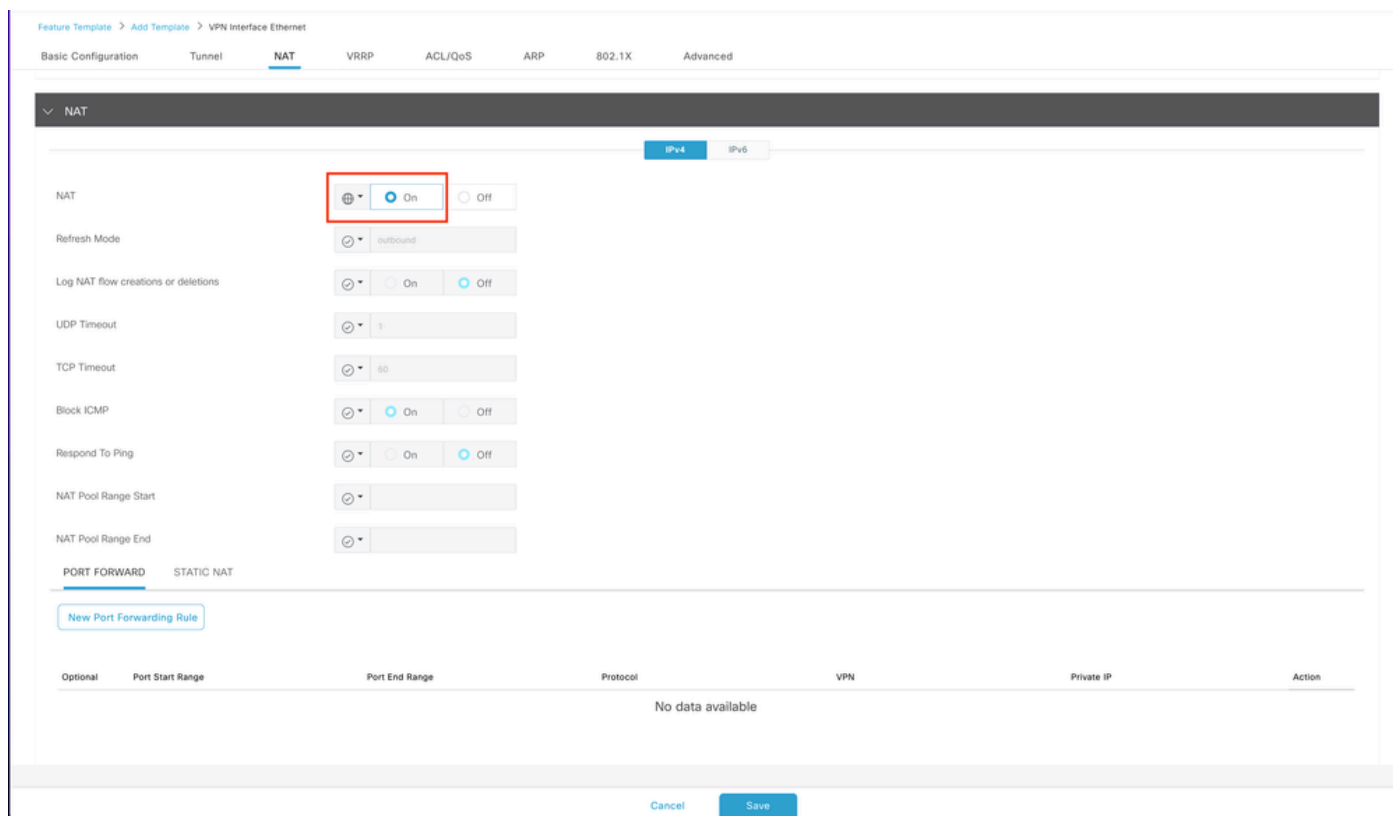 Feature Template > Add Template > VPN Interface Ethernet
Basic Configuration Tunnel NAT VRRP ACL/QoS ARP 802.1X Advanced
NAT
IPv4 IPv6
NAT On Off
Refresh Mode outbound
Log NAT flow creations or deletions On Off
UDP Timeout 1
TCP Timeout 60
Block ICMP On Off
Respond To Ping On Off
NAT Pool Range Start
NAT Pool Range End
PORT FORWARD STATIC NAT
New Port Forwarding Rule
Optional Port Start Range Port End Range Protocol VPN Private IP Action
No data available
Cancel Save